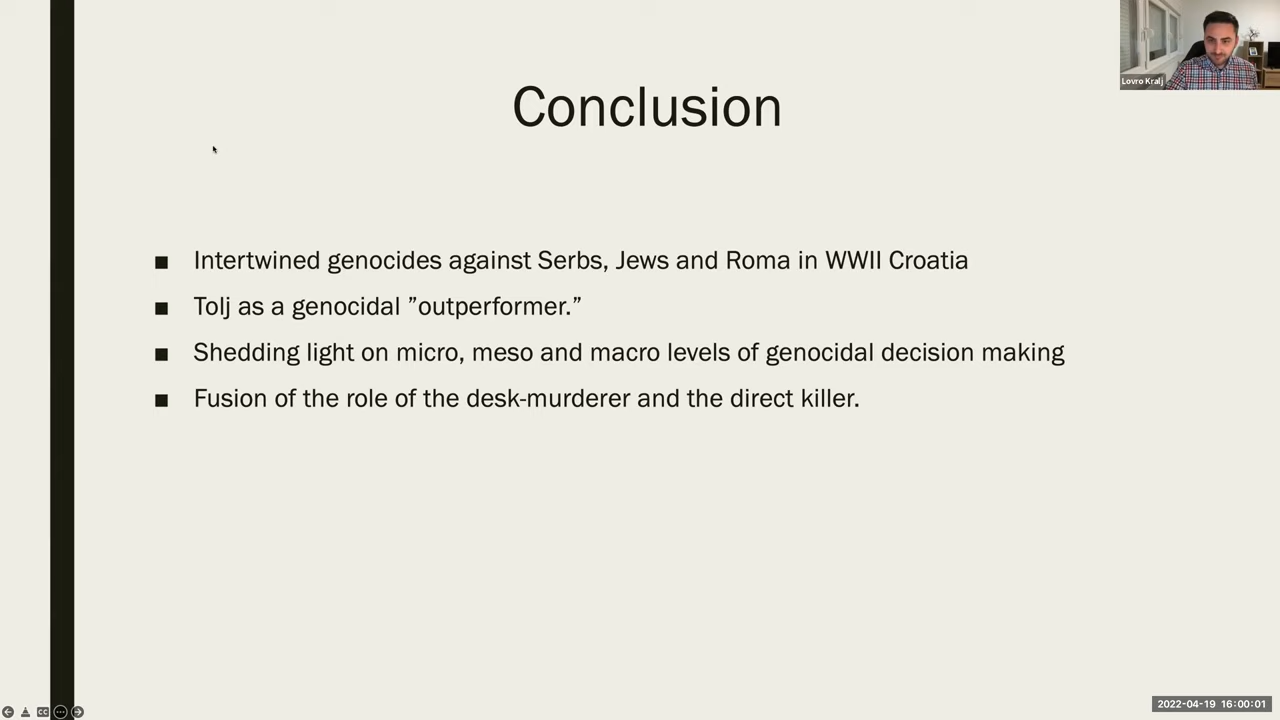 Lovro Kralj
Conclusion
■ Intertwined genocides against Serbs, Jews and Roma in WWII Croatia
■ Tolj as a genocidal ”outperformer.”
■ Shedding light on micro, meso and macro levels of genocidal decision making
■ Fusion of the role of the desk-murderer and the direct killer.
CC
2022-04-19 16:00:01